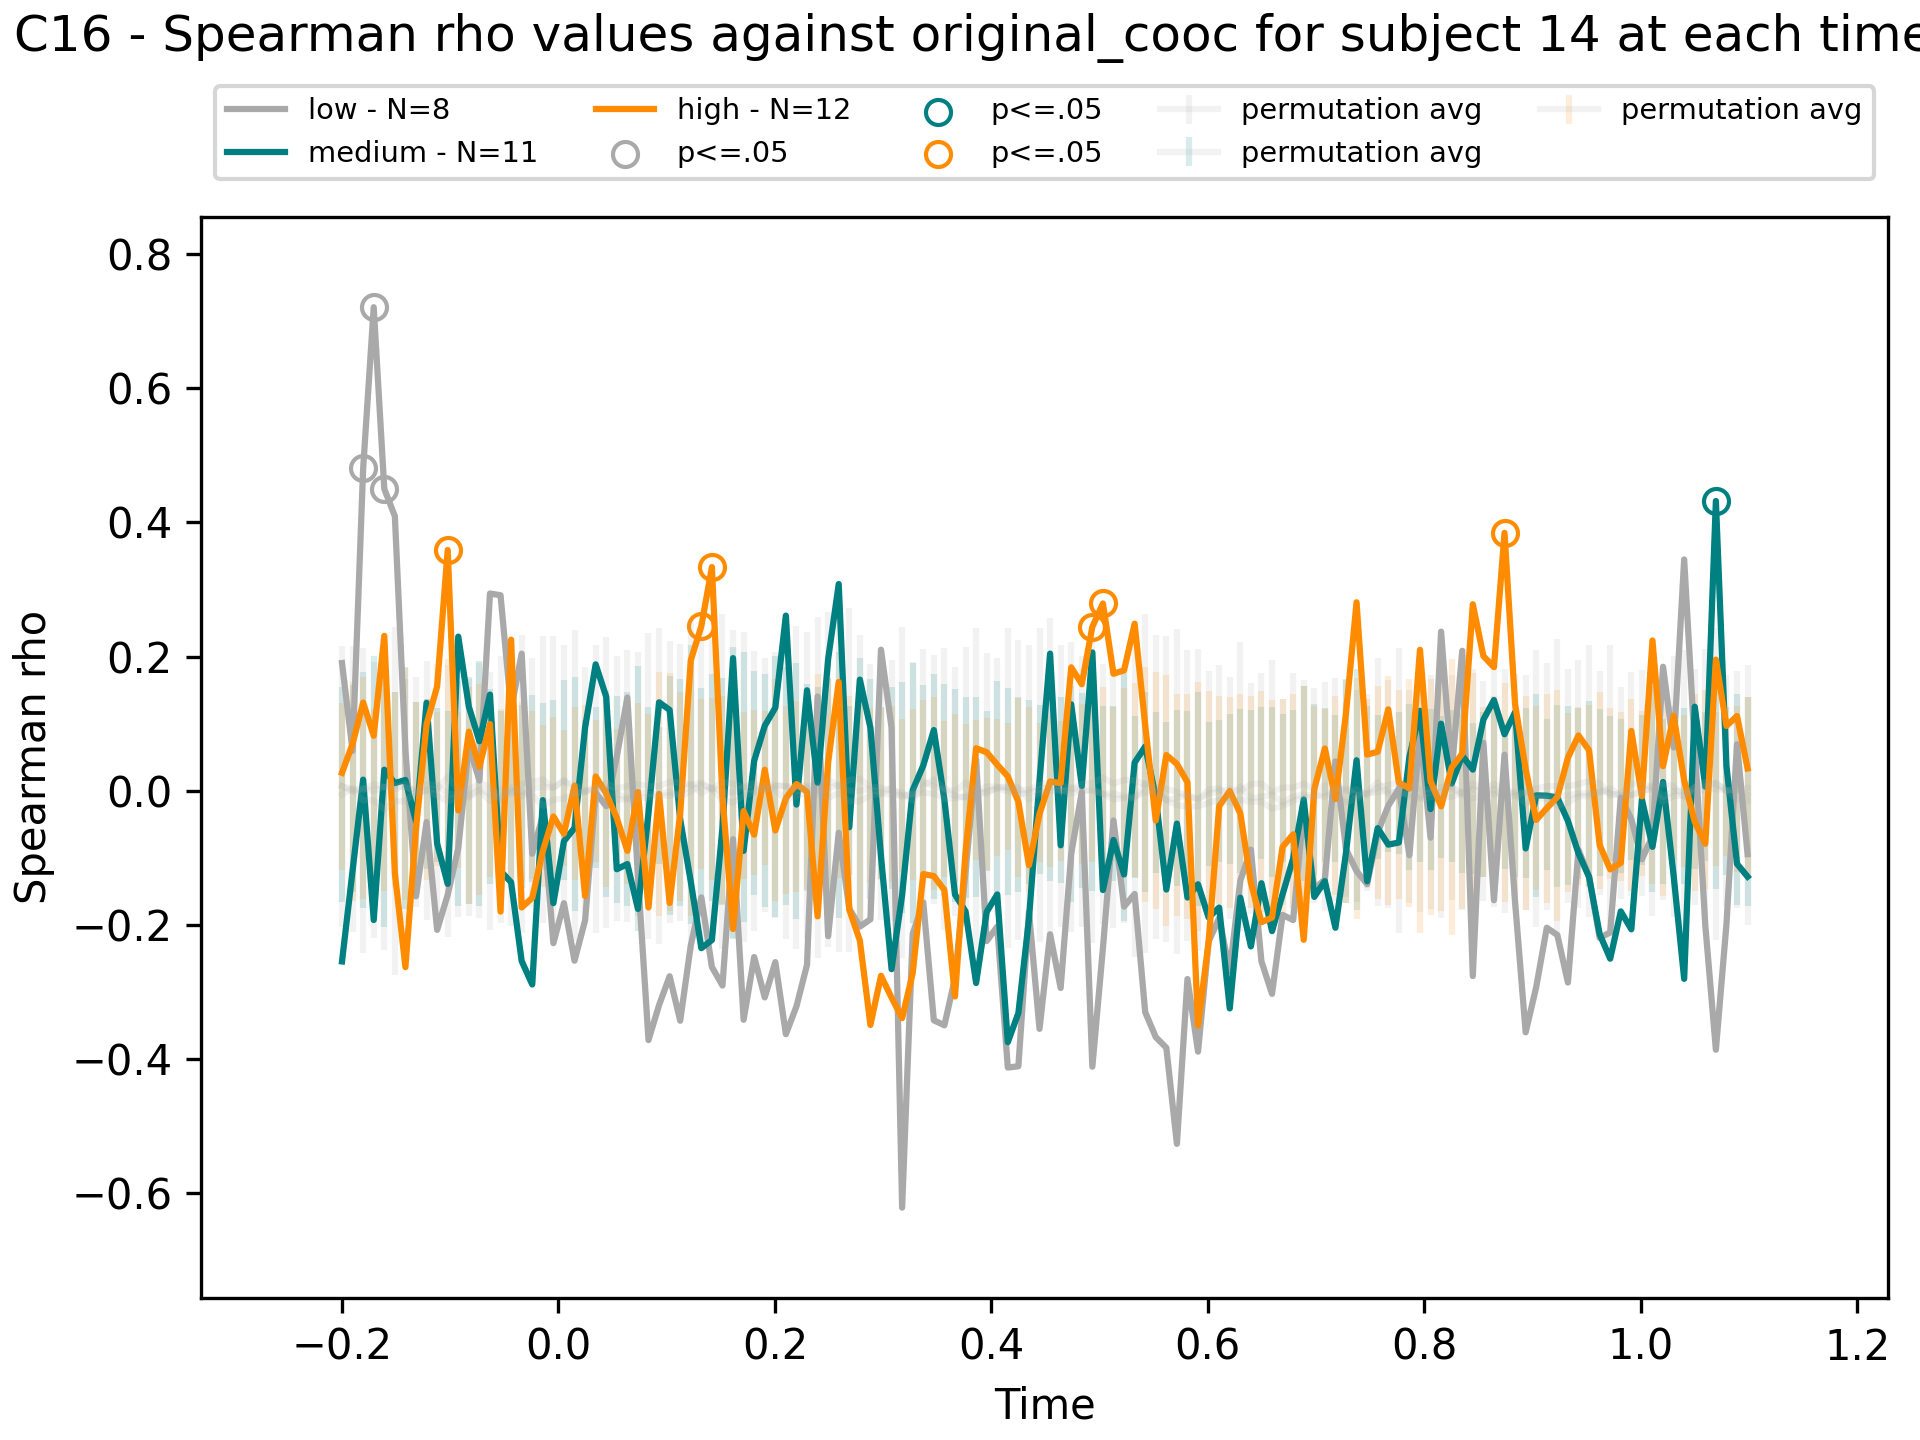 C16 - Spearman rho values against original_cooc for subject 14 at each time
low - N=8
medium - N=11
high - N=12
p<=.05
p<=.05
p<=.05
permutation avg
permutation avg
permutation avg
Spearman rho
0.8
0.6
0.4
0.2
0.0
−0.2
−0.4
−0.6
−0.2 0.0 0.2 0.4 0.6 0.8 1.0 1.2
Time